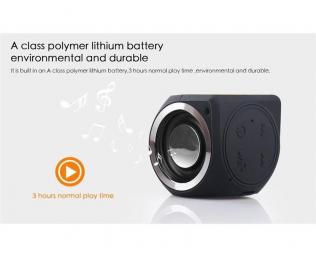 A class polymer lithium battery
environmental and durable
It is built in an A class polymer lithium battery,3 hours normal play time ,environmental and durable.
3 hours normal play time